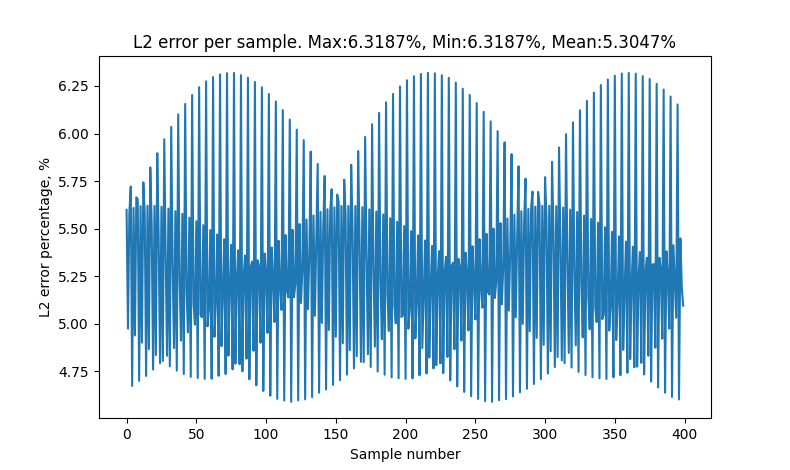 L2 error per sample. Max:6.3187%, Min:6.3187%, Mean:5.3047%
L2 error percentage, %
6.25
6.00
5.75
5.50
5.25
5.00
4.75
0 50 100 150 200 250 300 350 400
Sample number